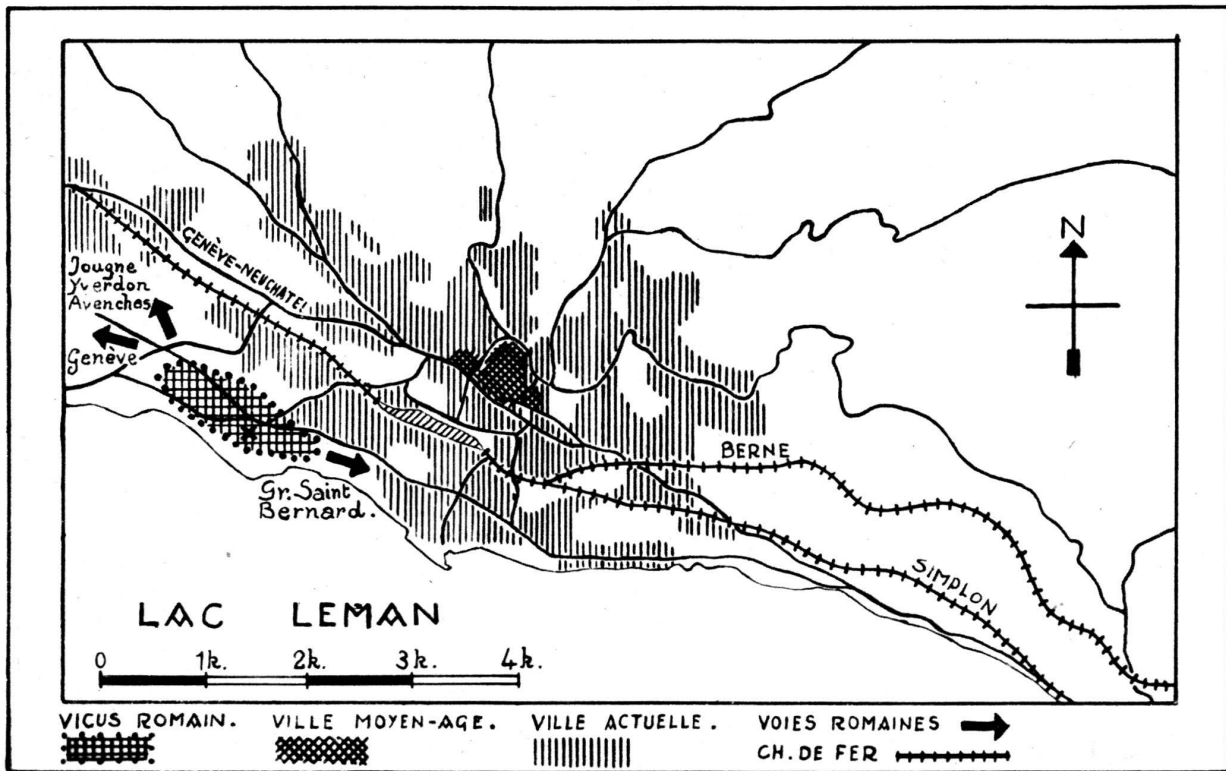 N
GENÈVE-NEUCHATEL
Jougne
Yverdon
Avenches
Genève
Gr. Saint
Bernard.
BERNE
SIMPLON
LAC LEMAN
0 1k. 2k. 3k. 4k.
VICUS ROMAIN. VILLE MOYEN-AGE. VILLE ACTUELLE. VOIES ROMAINES
CH. DE FER